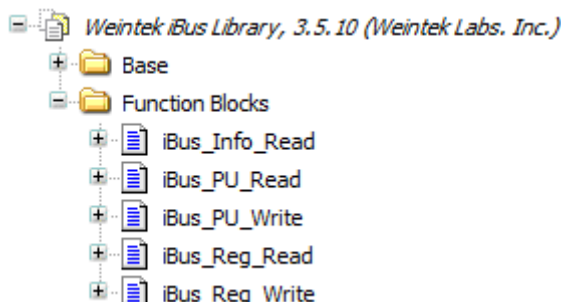 Weintek iBus Library, 3.5.10 (Weintek Labs. Inc.)
Base
Function Blocks
iBus_Info_Read
iBus_PU_Read
iBus_PU_Write
iBus_Reg_Read
iBus_Reg_Write